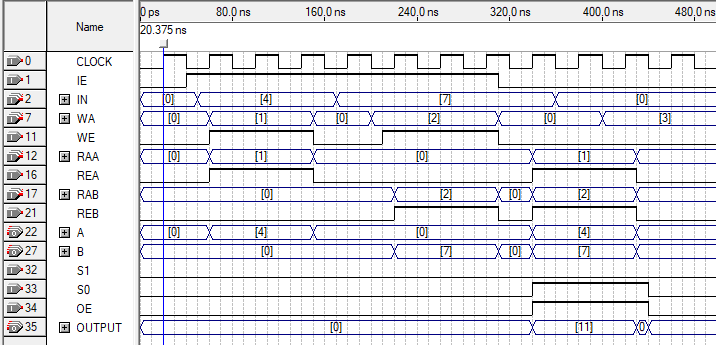 Name
0 ps 80.0 ns 160.0 ns 240.0 ns 320.0 ns 400.0 ns 480.0 ns
20.375 ns
0 CLOCK
1 IE
2 IN [0] [4] [7] [0]
7 WA [0] [1] [0] [2] [0] [3]
11 WE
12 RAA [0] [1] [0] [1]
16 REA
17 RAB [0] [2] [0] [2]
21 REB
22 A [0] [4] [0] [4]
27 B [0] [7] [0] [7]
32 S1
33 S0
34 OE
35 OUTPUT [0] [11] 0